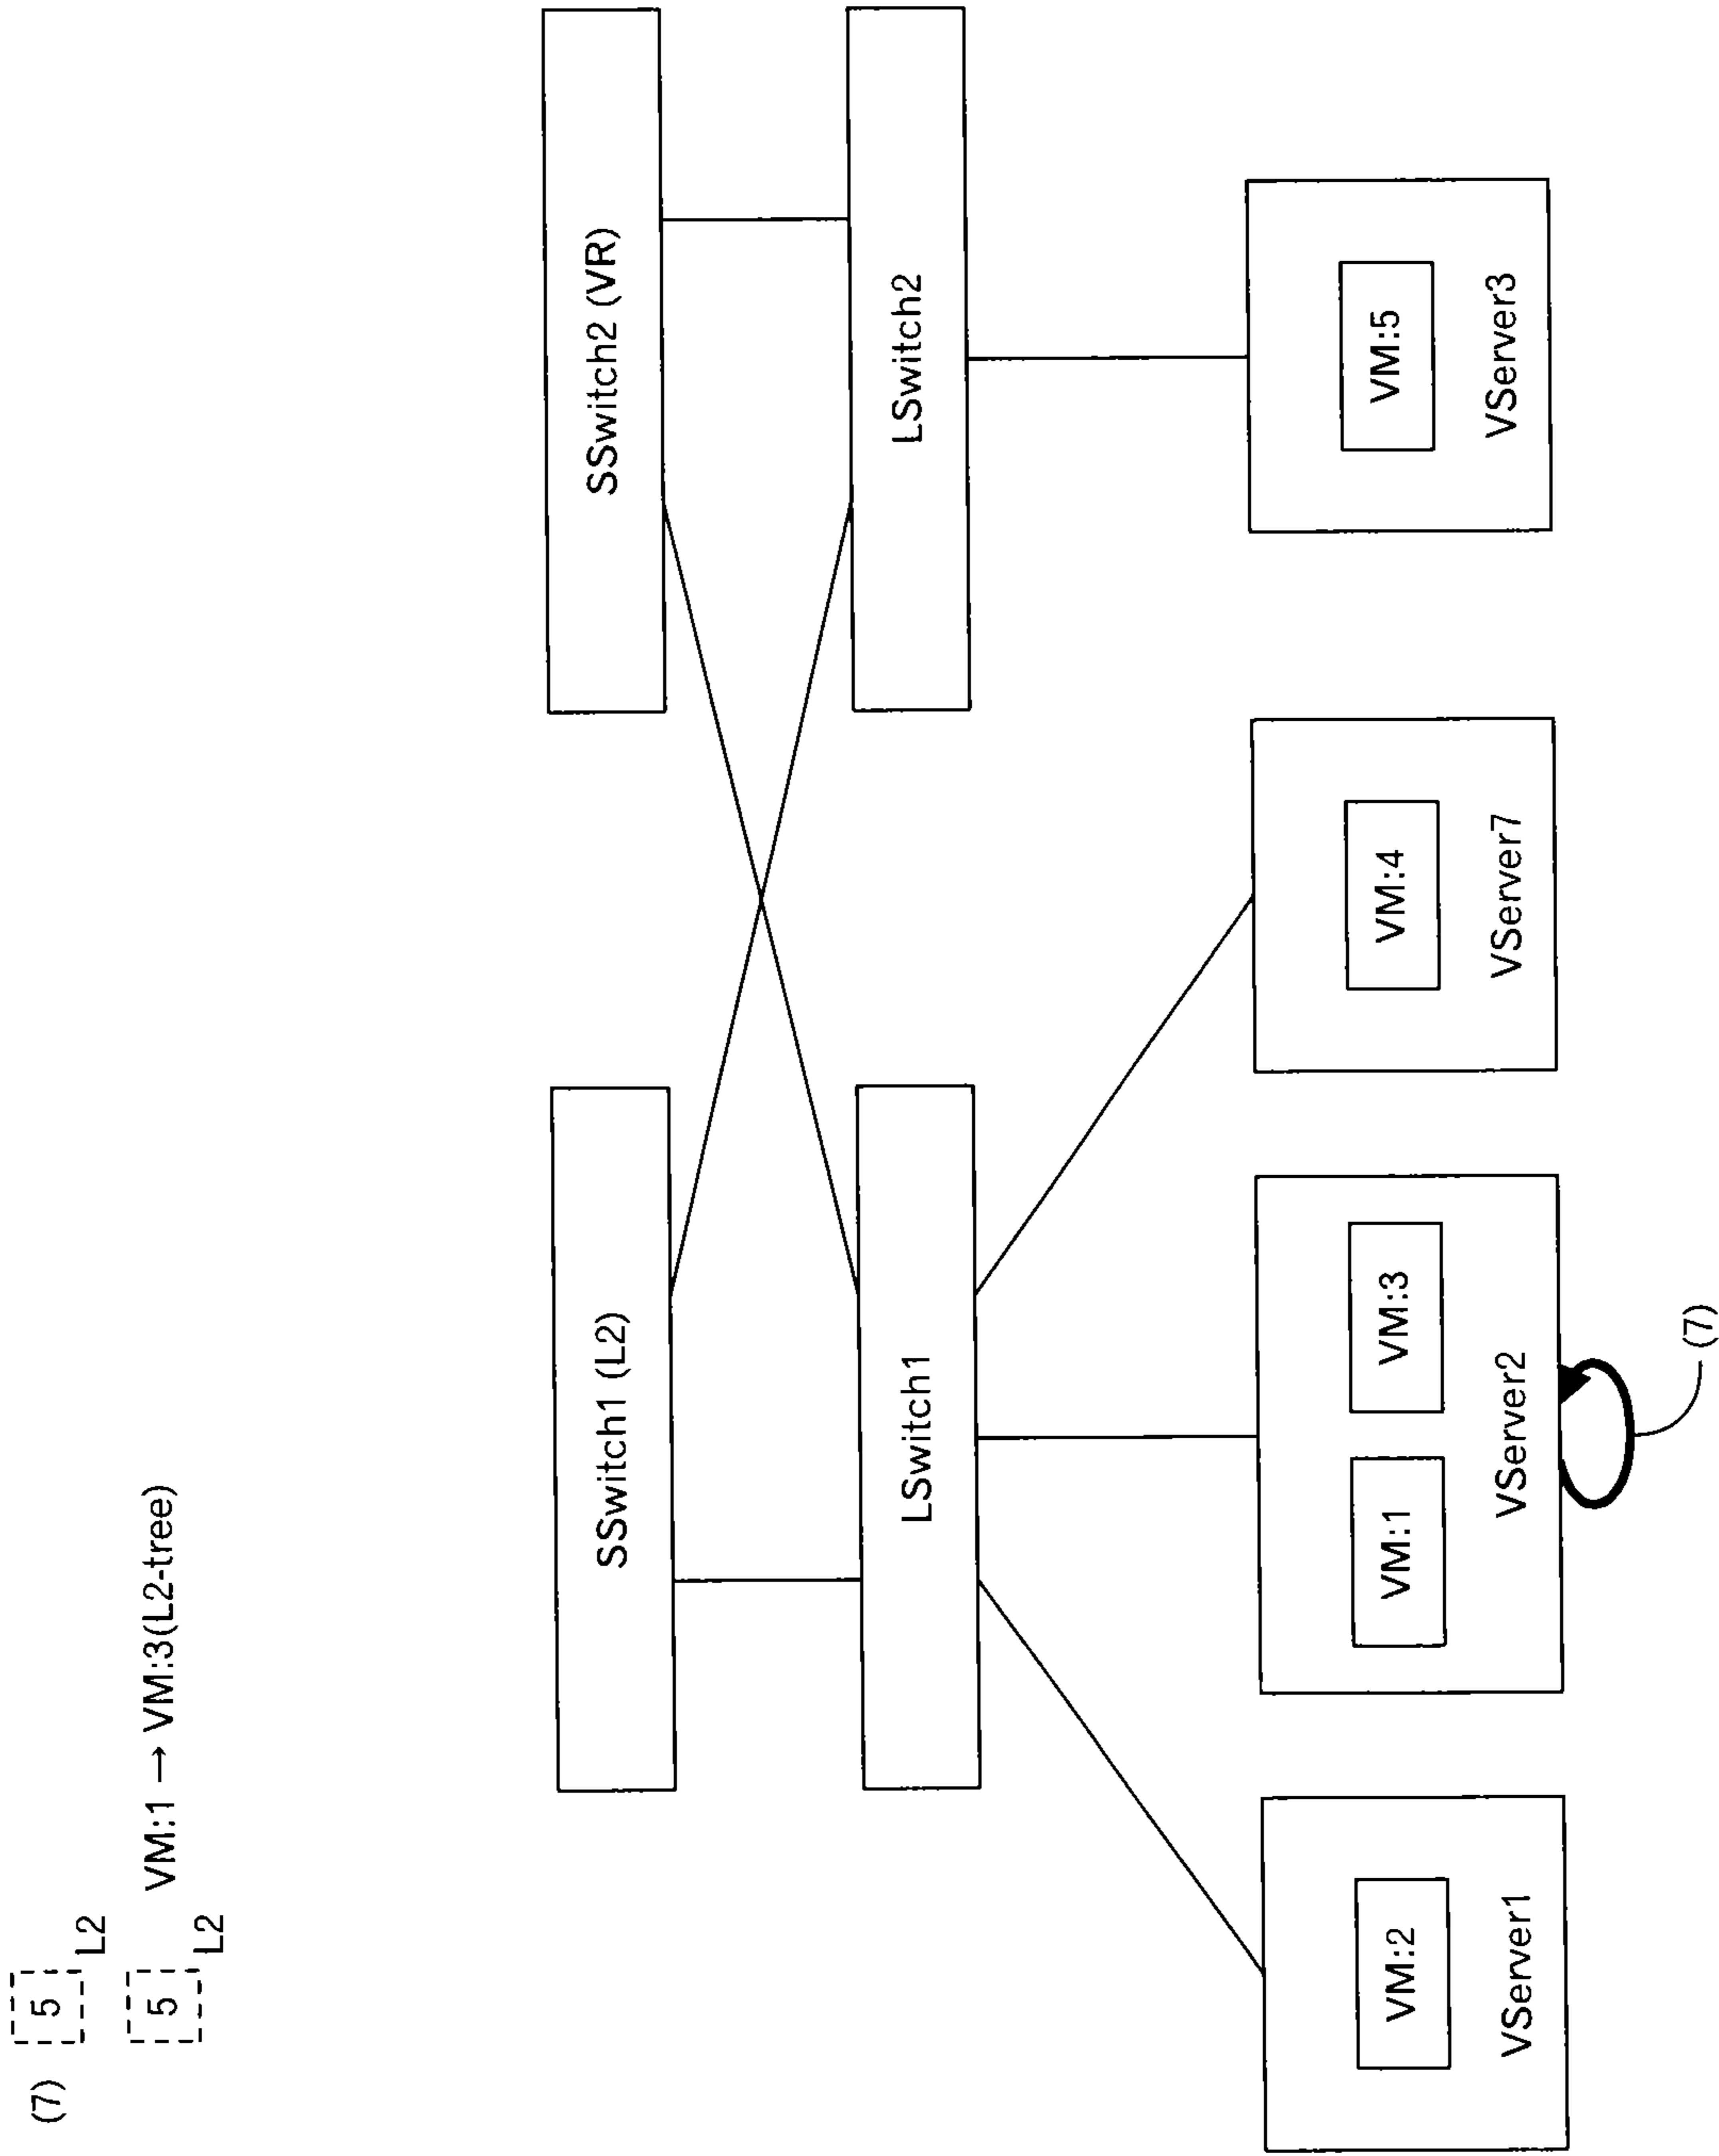 (7) 5 L2
5 L2 VM:1 → VM:3(L2-tree)
SSwitch1 (L2) SSwitch2 (VR)
LSwitch1 LSwitch2
VM:2 VM:1 VM:3 VM:4 VM:5
VServer1 VServer2 VServer7 VServer3
(7)